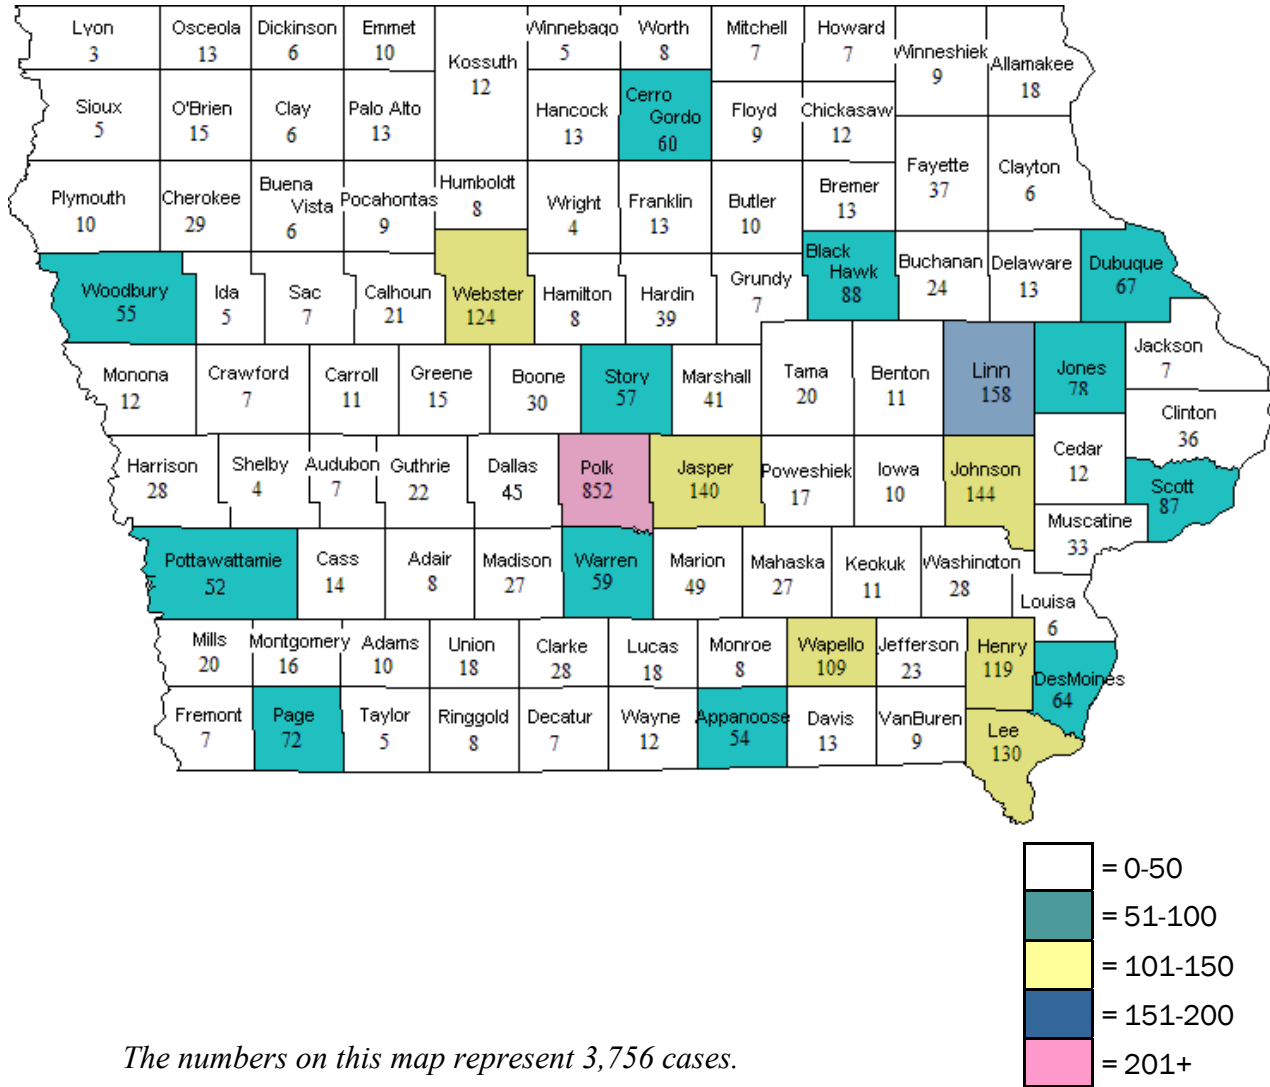 Lyon
3
Osceola
13
Dickinson
6
Emmet
10
Kossuth
12
Winnebago
5
Worth
8
Mitchell
7
Howard
7
Winneshiek
9
Allamakee
18
Sioux
5
O'Brien
15
Clay
6
Palo Alto
13
Hancock
13
Cerro
Gordo
60
Floyd
9
Chickasaw
12
Fayette
37
Clayton
6
Plymouth
10
Cherokee
29
Buena
Vista
6
Pocahontas
9
Humboldt
8
Wright
4
Franklin
13
Butler
10
Bremer
13
Woodbury
55
Ida
5
Sac
7
Calhoun
21
Webster
124
Hamilton
8
Hardin
39
Grundy
7
Black
Hawk
88
Buchanan
24
Delaware
13
Dubuque
67
Monona
12
Crawford
7
Carroll
11
Greene
15
Boone
30
Story
57
Marshall
41
Tama
20
Benton
11
Linn
158
Jones
78
Jackson
7
Clinton
36
Harrison
28
Shelby
4
Audubon
7
Guthrie
22
Dallas
45
Polk
852
Jasper
140
Poweshiek
17
Iowa
10
Johnson
144
Cedar
12
Scott
87
Muscatine
33
Pottawattamie
52
Cass
14
Adair
8
Madison
27
Warren
59
Marion
49
Mahaska
27
Keokuk
11
Washington
28
Louisa
6
Mills
20
Montgomery
16
Adams
10
Union
18
Clarke
28
Lucas
18
Monroe
8
Wapello
109
Jefferson
23
Henry
119
DesMoines
64
Fremont
7
Page
72
Taylor
5
Ringgold
8
Decatur
7
Wayne
12
Appanoose
54
Davis
13
VanBuren
9
Lee
130
= 0-50
= 51-100
= 101-150
= 151-200
= 201+
The numbers on this map represent 3,756 cases.